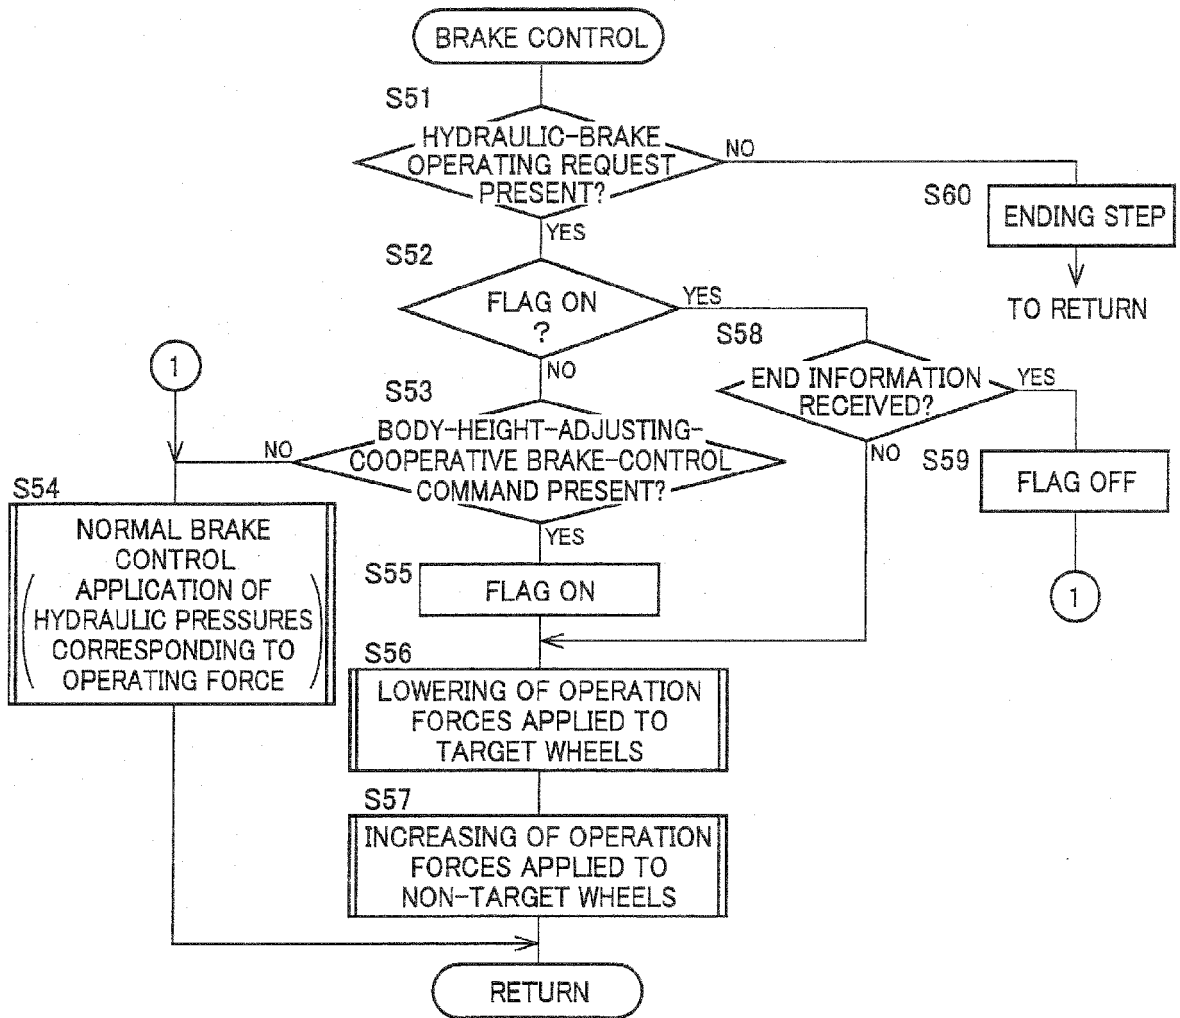 BRAKE CONTROL
S51
HYDRAULIC-BRAKE
OPERATING REQUEST
PRESENT?
NO
YES
S60
ENDING STEP
TO RETURN
S52
FLAG ON
?
YES
NO
S58
END INFORMATION
RECEIVED?
YES
NO
S59
FLAG OFF
1
1
S53
BODY-HEIGHT-ADJUSTING-
COOPERATIVE BRAKE-CONTROL
COMMAND PRESENT?
NO
YES
S54
NORMAL BRAKE
CONTROL
APPLICATION OF
HYDRAULIC PRESSURES
CORRESPONDING TO
OPERATING FORCE
S55
FLAG ON
S56
LOWERING OF OPERATION
FORCES APPLIED TO
TARGET WHEELS
S57
INCREASING OF OPERATION
FORCES APPLIED TO
NON-TARGET WHEELS
RETURN